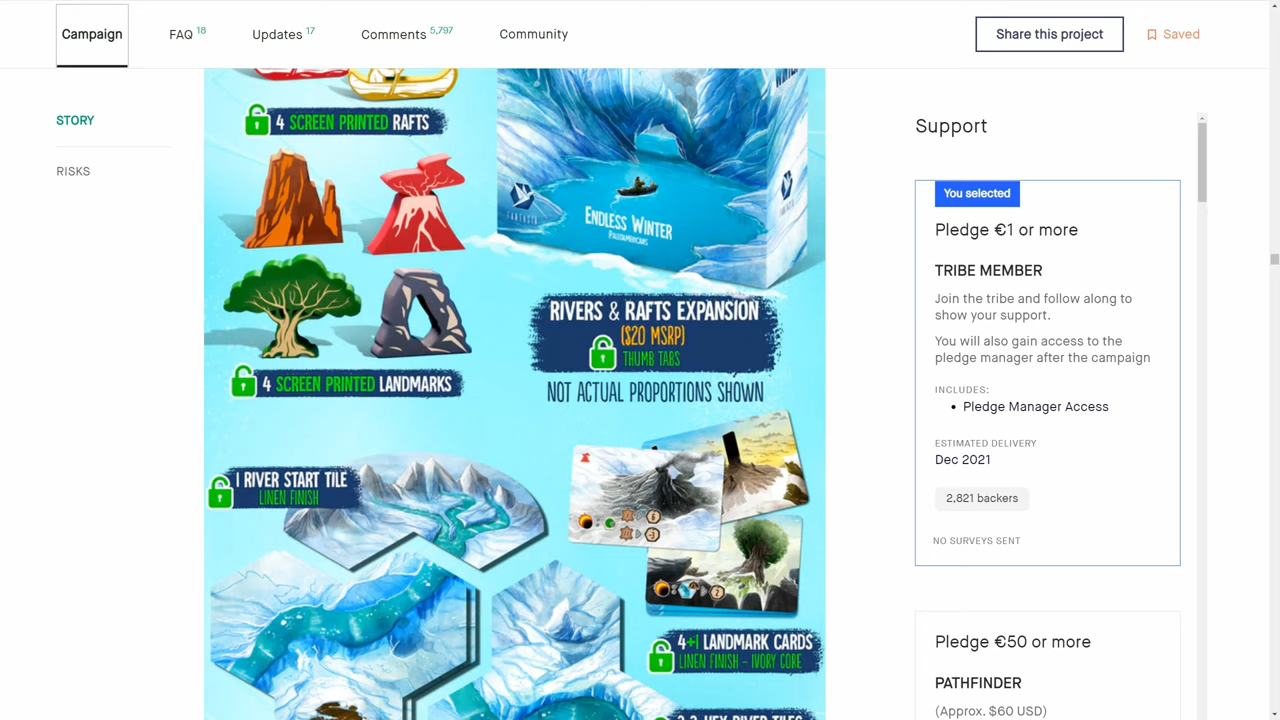 Campaign
FAQ 18
Updates 17
Comments 5,797
Community
Share this project
Saved
STORY
RISKS
4 SCREEN PRINTED RAFTS
FANTASIA
ENDLESS WINTER
PALEOAMERICANS
RIVERS & RAFTS EXPANSION
($20 MSRP)
THUMB TABS
NOT ACTUAL PROPORTIONS SHOWN
4 SCREEN PRINTED LANDMARKS
1 RIVER START TILE
LINEN FINISH
4+1 LANDMARK CARDS
LINEN FINISH - IVORY CORE
HEX RIVER TILES
Support
You selected
Pledge €1 or more
TRIBE MEMBER
Join the tribe and follow along to
show your support.
You will also gain access to the
pledge manager after the campaign
INCLUDES:
• Pledge Manager Access
ESTIMATED DELIVERY
Dec 2021
2,821 backers
NO SURVEYS SENT
Pledge €50 or more
PATHFINDER
(Approx. $60 USD)